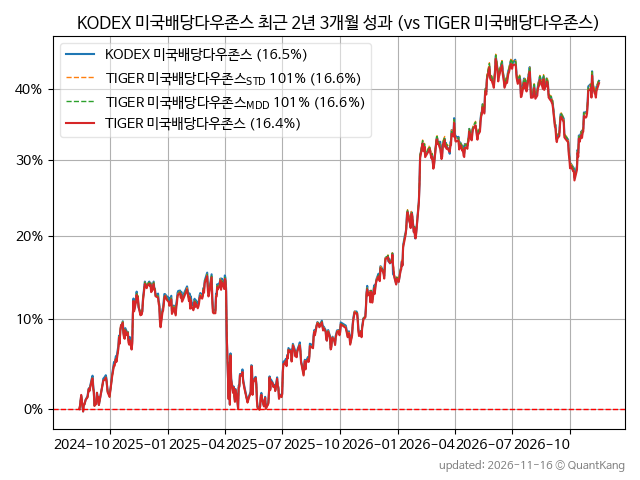 KODEX 미국배당다우존스 최근 2년 3개월 성과 (vs TIGER 미국배당다우존스)
KODEX 미국배당다우존스 (16.5%)
TIGER 미국배당다우존스STD 101% (16.6%)
TIGER 미국배당다우존스MDD 101% (16.6%)
TIGER 미국배당다우존스 (16.4%)
40%
30%
20%
10%
0%
2024-10 2025-01 2025-04 2025-07 2025-10 2026-01 2026-04 2026-07 2026-10
updated: 2026-11-16 © QuantKang